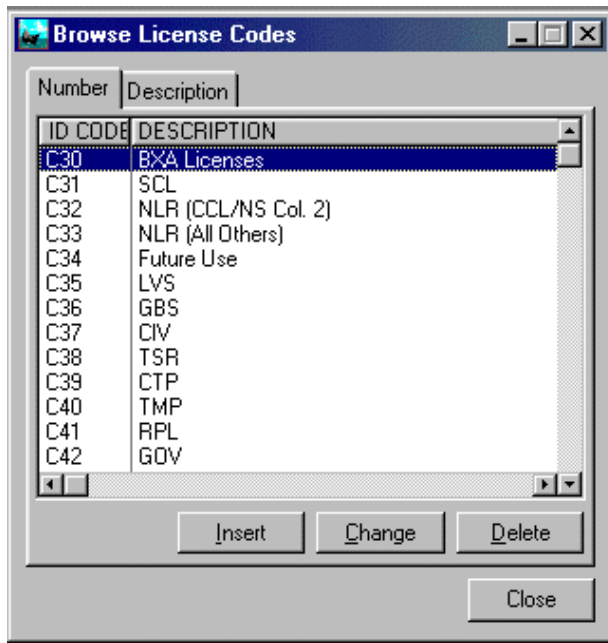 Browse License Codes
Number Description
ID CODE DESCRIPTION
C30 BXA Licenses
C31 SCL
C32 NLR (CCL/NS Col. 2)
C33 NLR (All Others)
C34 Future Use
C35 LVS
C36 GBS
C37 CIV
C38 TSR
C39 CTP
C40 TMP
C41 RPL
C42 GOV
Insert Change Delete
Close